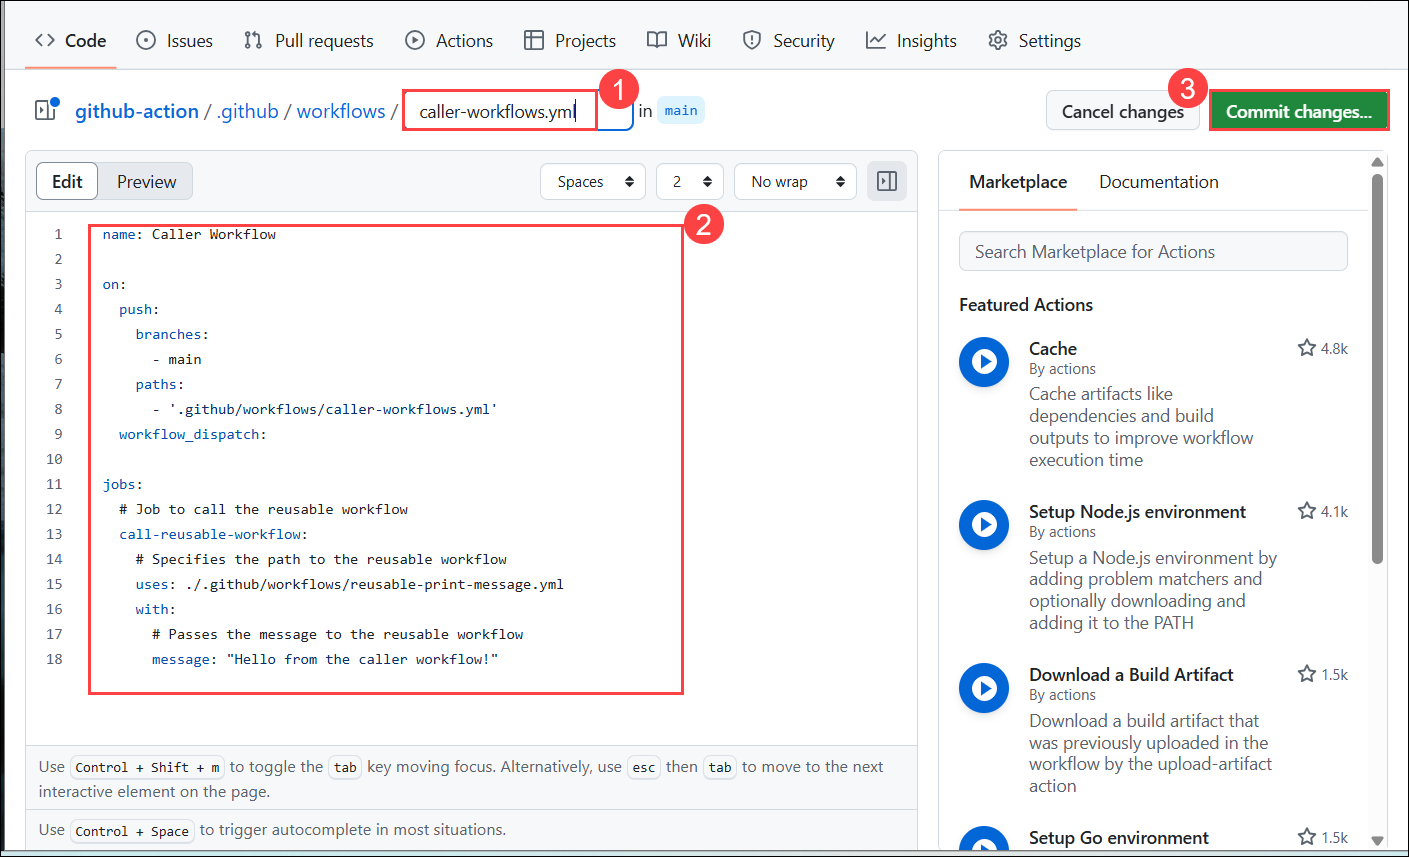 Code Issues Pull requests Actions Projects Wiki Security Insights Settings
github-action / .github / workflows / caller-workflows.yml in main Cancel changes Commit changes...
1
3
Edit Preview Spaces 2 No wrap
2
1 name: Caller Workflow
2
3 on:
4   push:
5     branches:
6       - main
7     paths:
8       - '.github/workflows/caller-workflows.yml'
9   workflow_dispatch:
10
11 jobs:
12   # Job to call the reusable workflow
13   call-reusable-workflow:
14     # Specifies the path to the reusable workflow
15     uses: ./.github/workflows/reusable-print-message.yml
16     with:
17       # Passes the message to the reusable workflow
18       message: "Hello from the caller workflow!"
Use Control + Shift + m to toggle the tab key moving focus. Alternatively, use esc then tab to move to the next
interactive element on the page.
Use Control + Space to trigger autocomplete in most situations.
Marketplace Documentation
Search Marketplace for Actions
Featured Actions
Cache 4.8k
By actions
Cache artifacts like
dependencies and build
outputs to improve workflow
execution time
Setup Node.js environment 4.1k
By actions
Setup a Node.js environment by
adding problem matchers and
optionally downloading and
adding it to the PATH
Download a Build Artifact 1.5k
By actions
Download a build artifact that
was previously uploaded in the
workflow by the upload-artifact
action
Setup Go environment 1.5k